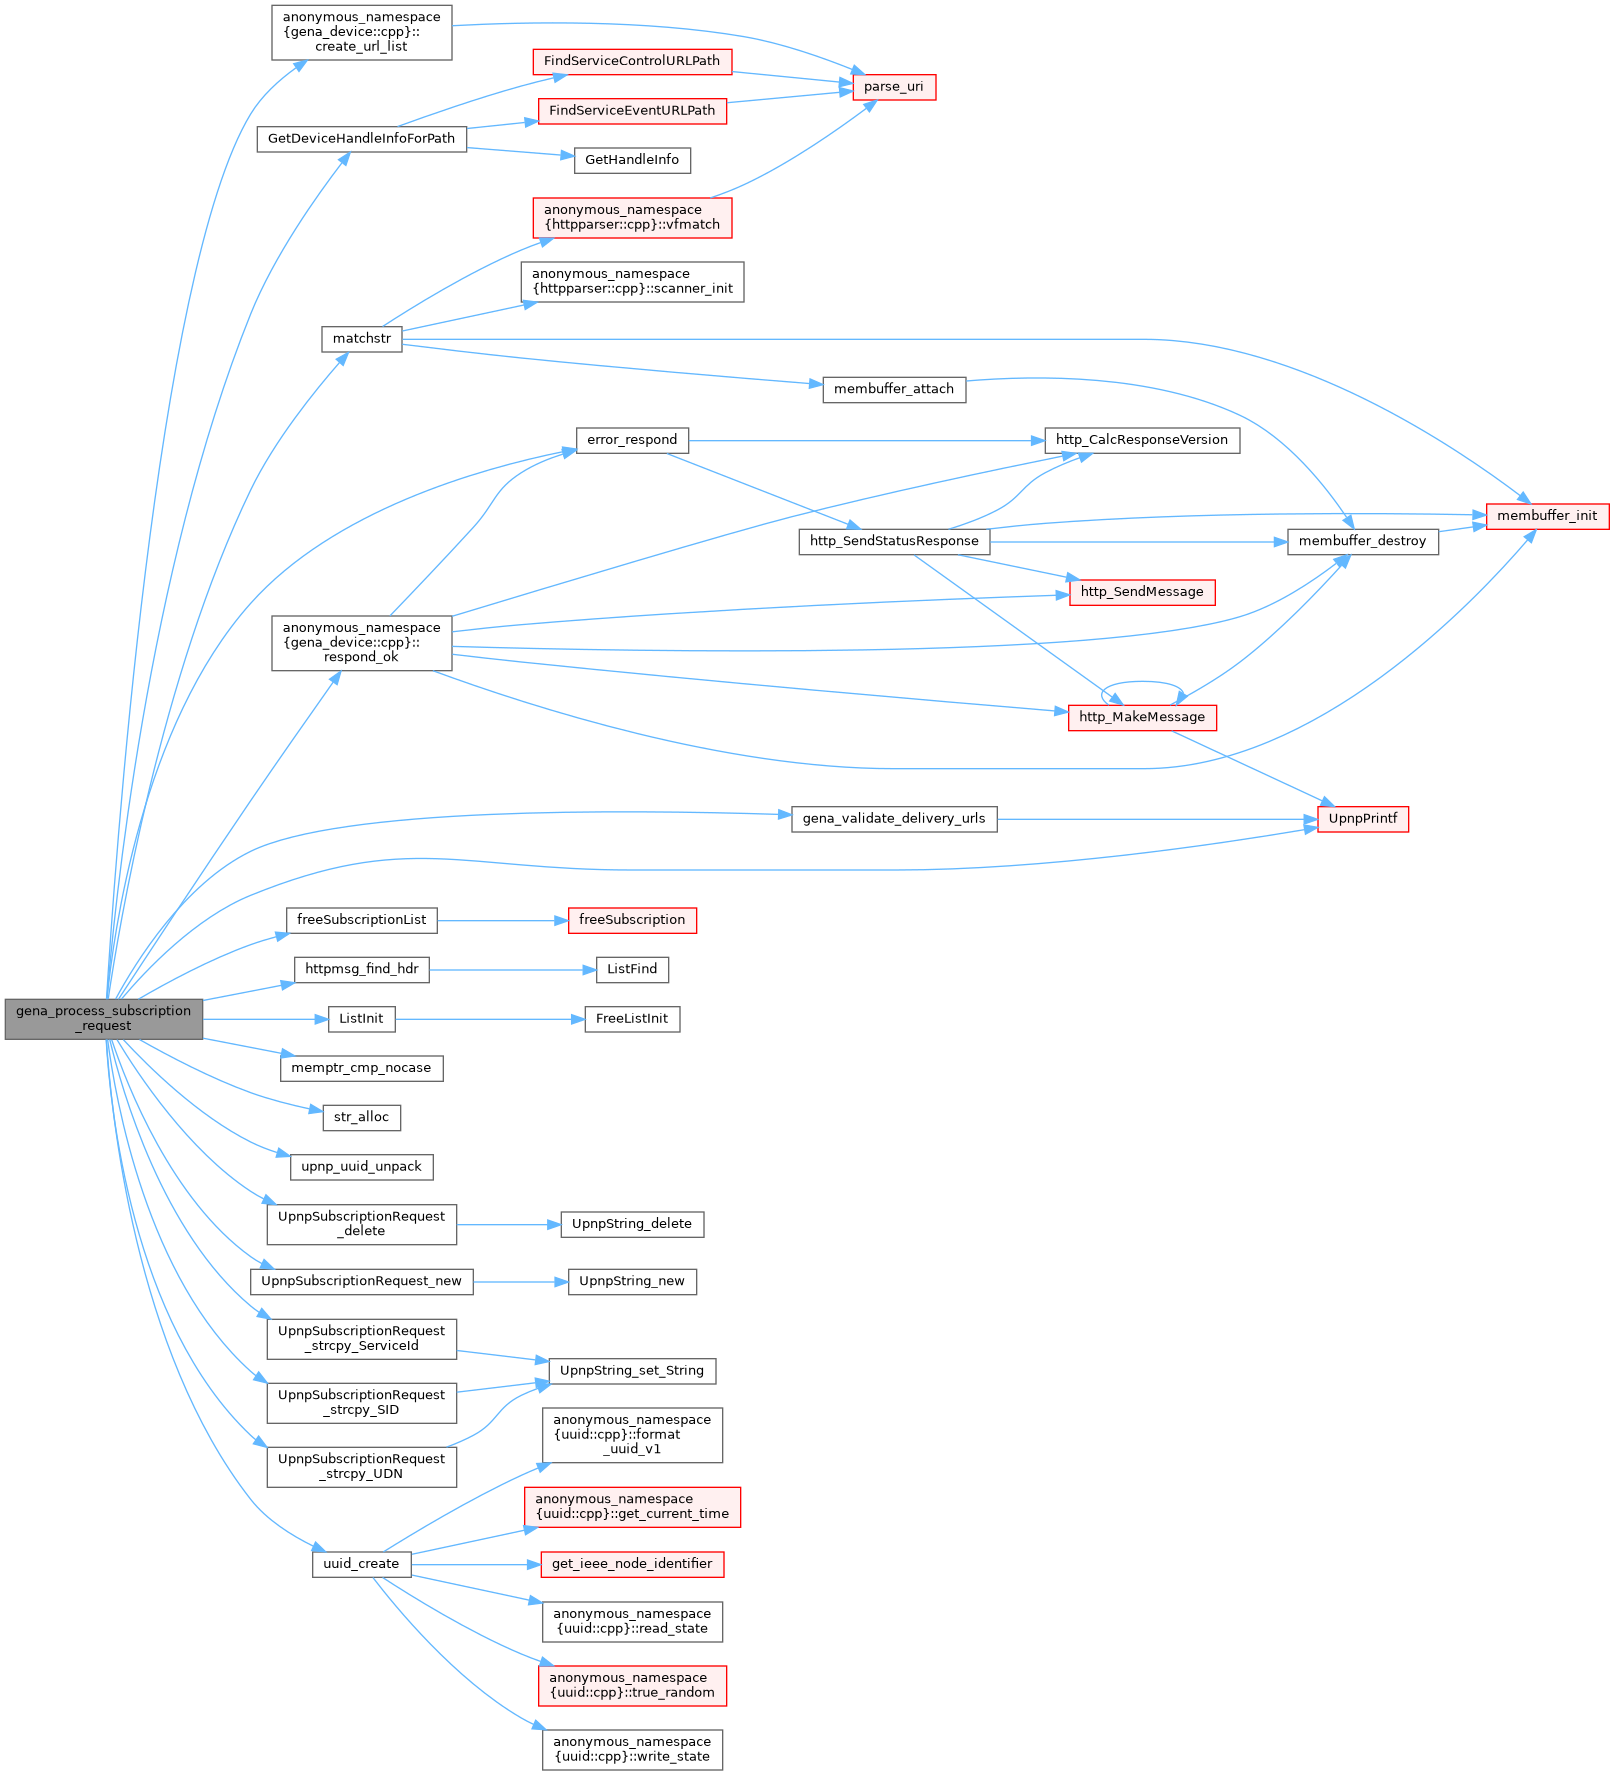 anonymous_namespace
{gena_device::cpp}::
create_url_list
FindServiceControlURLPath
parse_uri
FindServiceEventURLPath
GetDeviceHandleInfoForPath
GetHandleInfo
anonymous_namespace
{httpparser::cpp}::vfmatch
anonymous_namespace
{httpparser::cpp}::scanner_init
matchstr
membuffer_attach
error_respond
http_CalcResponseVersion
membuffer_init
http_SendStatusResponse
membuffer_destroy
http_SendMessage
anonymous_namespace
{gena_device::cpp}::
respond_ok
http_MakeMessage
gena_validate_delivery_urls
UpnpPrintf
freeSubscriptionList
freeSubscription
httpmsg_find_hdr
ListFind
gena_process_subscription
_request
ListInit
FreeListInit
memptr_cmp_nocase
str_alloc
upnp_uuid_unpack
UpnpSubscriptionRequest
_delete
UpnpString_delete
UpnpSubscriptionRequest_new
UpnpString_new
UpnpSubscriptionRequest
_strcpy_ServiceId
UpnpString_set_String
UpnpSubscriptionRequest
_strcpy_SID
anonymous_namespace
{uuid::cpp}::format
_uuid_v1
UpnpSubscriptionRequest
_strcpy_UDN
anonymous_namespace
{uuid::cpp}::get_current_time
uuid_create
get_ieee_node_identifier
anonymous_namespace
{uuid::cpp}::read_state
anonymous_namespace
{uuid::cpp}::true_random
anonymous_namespace
{uuid::cpp}::write_state